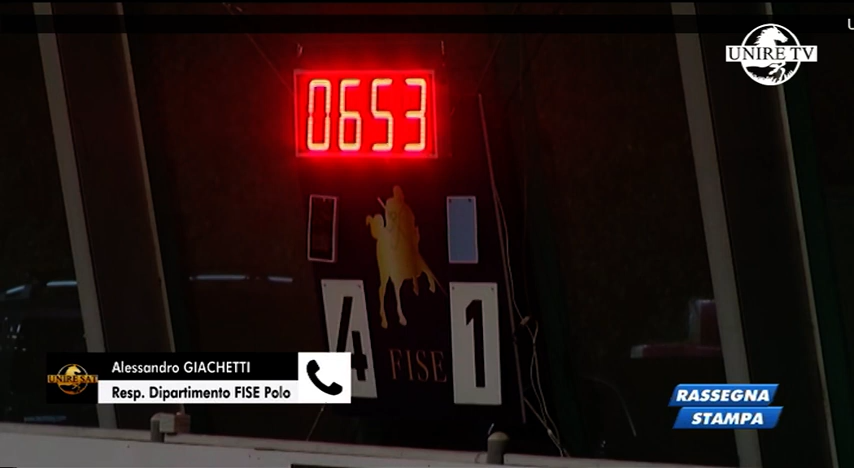 U
UNIRE TV
0653
4 1
FISE
Alessandro GIACHETTI
UNIRE SAT
Resp. Dipartimento FISE Polo
RASSEGNA
STAMPA